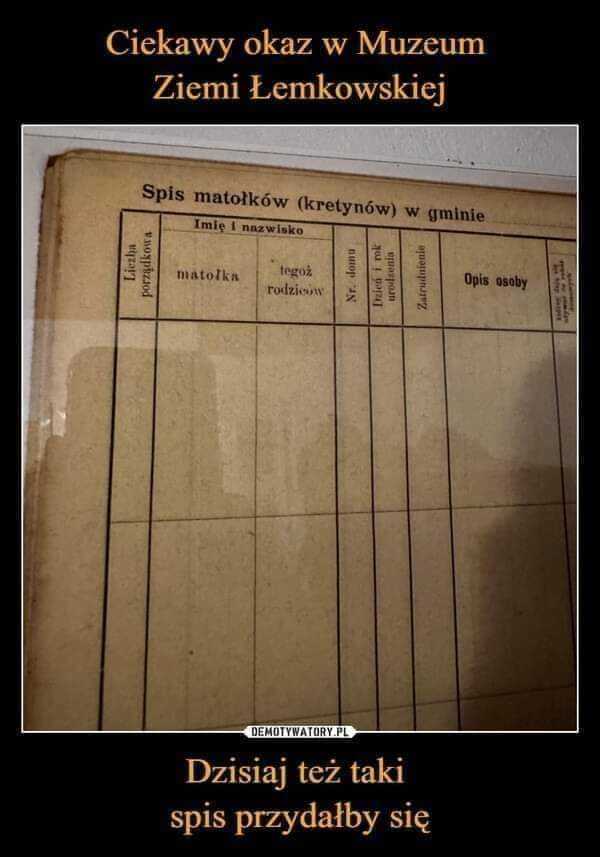 Ciekawy okaz w Muzeum
Ziemi Łemkowskiej
Spis matołków (kretynów) w gminie
Liczba
porządkowa
Imię i nazwisko
matołka
tegoż
rodziców
Nr. domu
Dzień i rok
urodzenia
Zatrudnienie
Opis osoby
DEMOTYWATORY.PL
Dzisiaj też taki
spis przydałby się